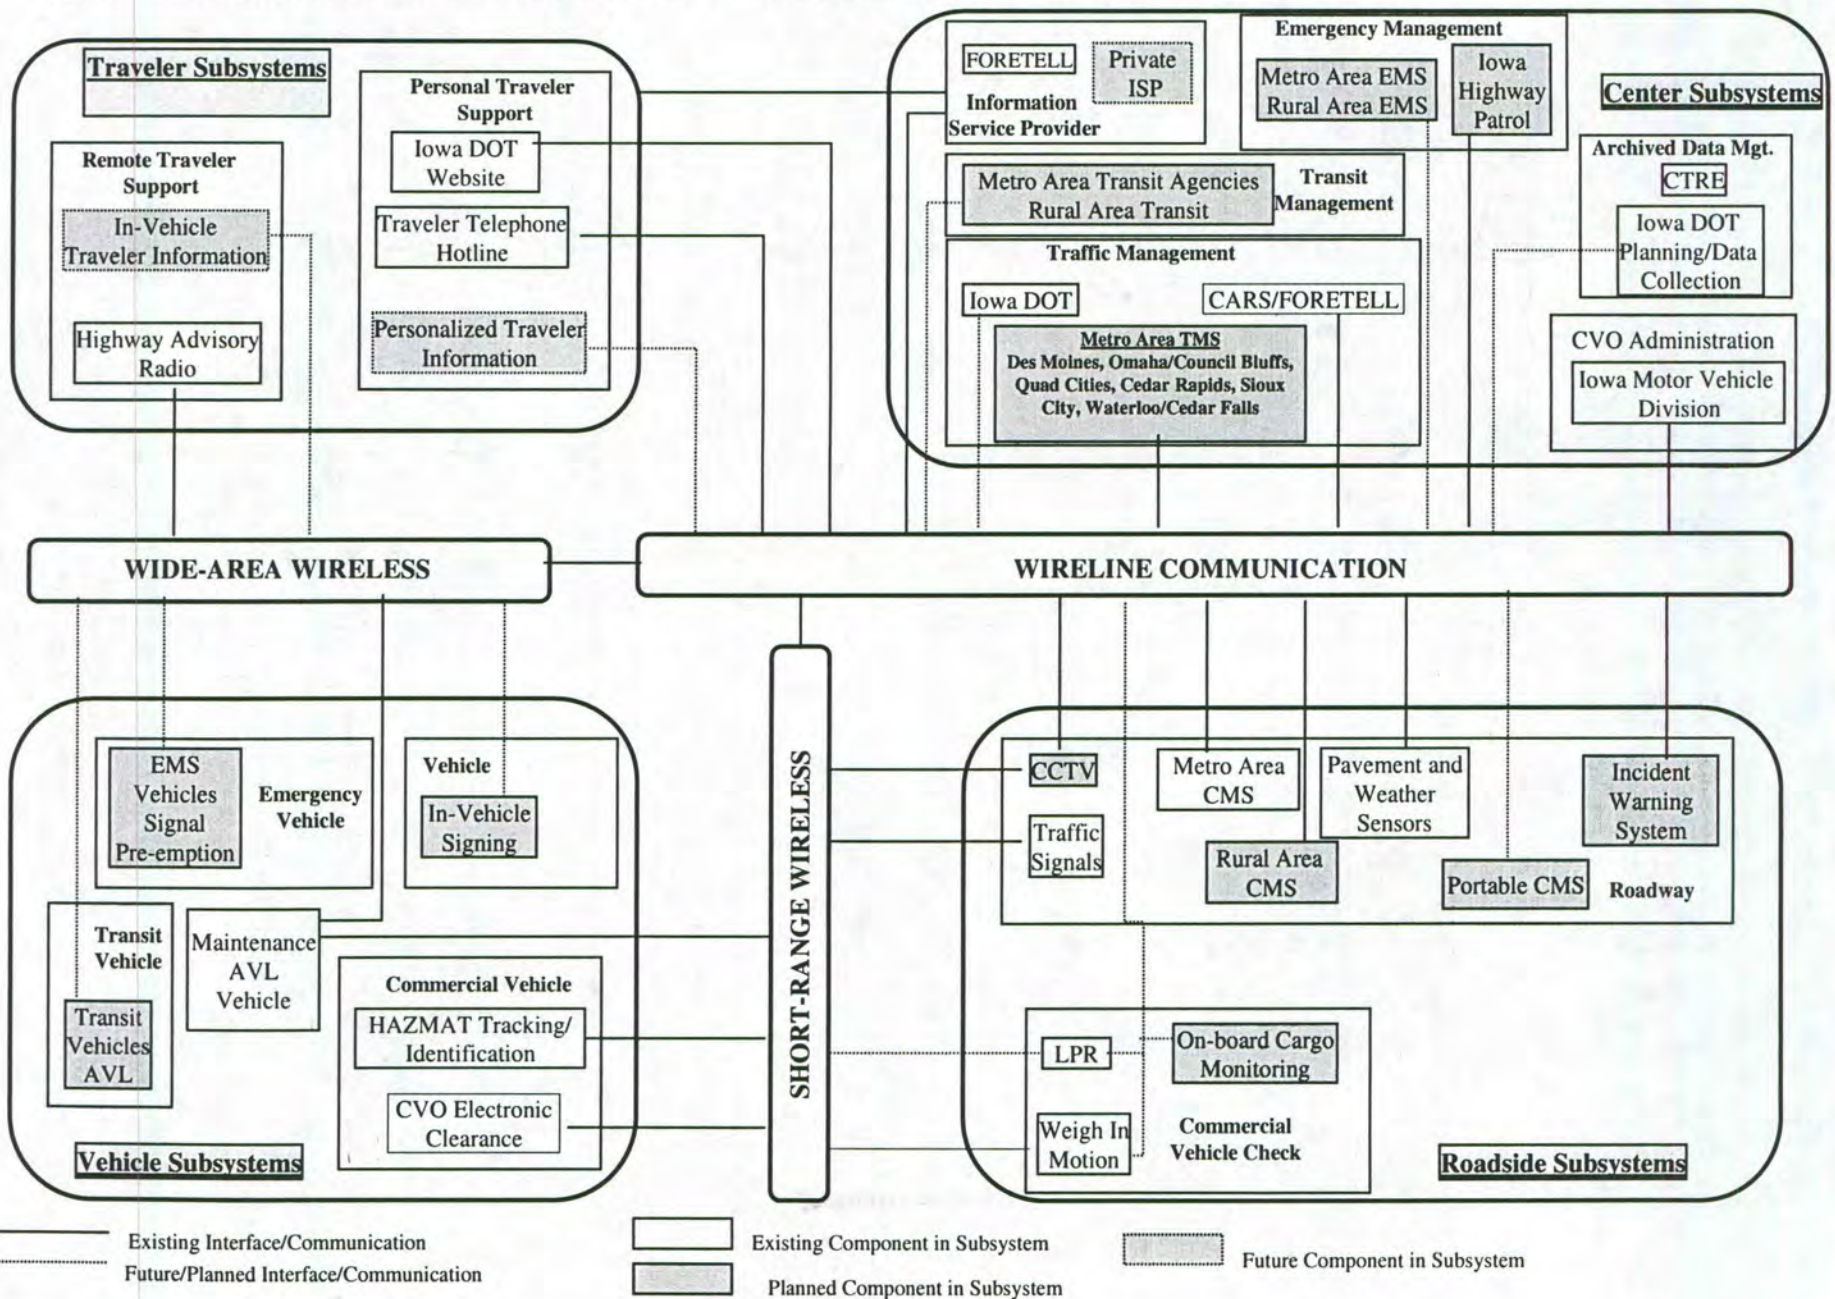 Traveler Subsystems
Remote Traveler
Support
In-Vehicle
Traveler Information
Highway Advisory
Radio
Personal Traveler
Support
Iowa DOT
Website
Traveler Telephone
Hotline
Personalized Traveler
Information
FORETELL
Private
ISP
Information
Service Provider
Emergency Management
Metro Area EMS
Rural Area EMS
Iowa
Highway
Patrol
Center Subsystems
Metro Area Transit Agencies
Rural Area Transit
Transit
Management
Traffic Management
Iowa DOT
CARS/FORETELL
Metro Area TMS
Des Moines, Omaha/Council Bluffs,
Quad Cities, Cedar Rapids, Sioux
City, Waterloo/Cedar Falls
Archived Data Mgt.
CTRE
Iowa DOT
Planning/Data
Collection
CVO Administration
Iowa Motor Vehicle
Division
WIDE-AREA WIRELESS
WIRELINE COMMUNICATION
SHORT-RANGE WIRELESS
EMS
Vehicles
Signal
Pre-emption
Emergency
Vehicle
Vehicle
In-Vehicle
Signing
Transit
Vehicle
Transit
Vehicles
AVL
Maintenance
AVL
Vehicle
Commercial Vehicle
HAZMAT Tracking/
Identification
CVO Electronic
Clearance
Vehicle Subsystems
CCTV
Traffic
Signals
Metro Area
CMS
Rural Area
CMS
Pavement and
Weather
Sensors
Portable CMS
Incident
Warning
System
Roadway
LPR
On-board Cargo
Monitoring
Weigh In
Motion
Commercial
Vehicle Check
Roadside Subsystems
Existing Interface/Communication
Future/Planned Interface/Communication
Existing Component in Subsystem
Planned Component in Subsystem
Future Component in Subsystem